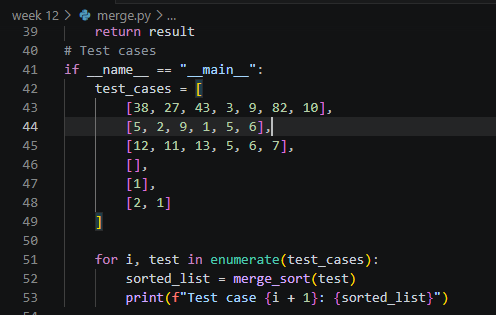 week 12 > merge.py > ...
39     return result
40 # Test cases
41 if __name__ == "__main__":
42     test_cases = [
43         [38, 27, 43, 3, 9, 82, 10],
44         [5, 2, 9, 1, 5, 6],
45         [12, 11, 13, 5, 6, 7],
46         [],
47         [1],
48         [2, 1]
49     ]
50
51     for i, test in enumerate(test_cases):
52         sorted_list = merge_sort(test)
53         print(f"Test case {i + 1}: {sorted_list}")